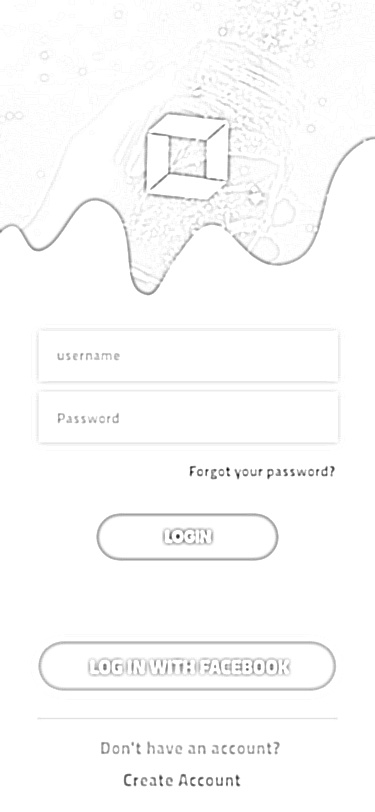 username
Password
Forgot your password?
LOGIN
LOG IN WITH FACEBOOK
Don't have an account?
Create Account